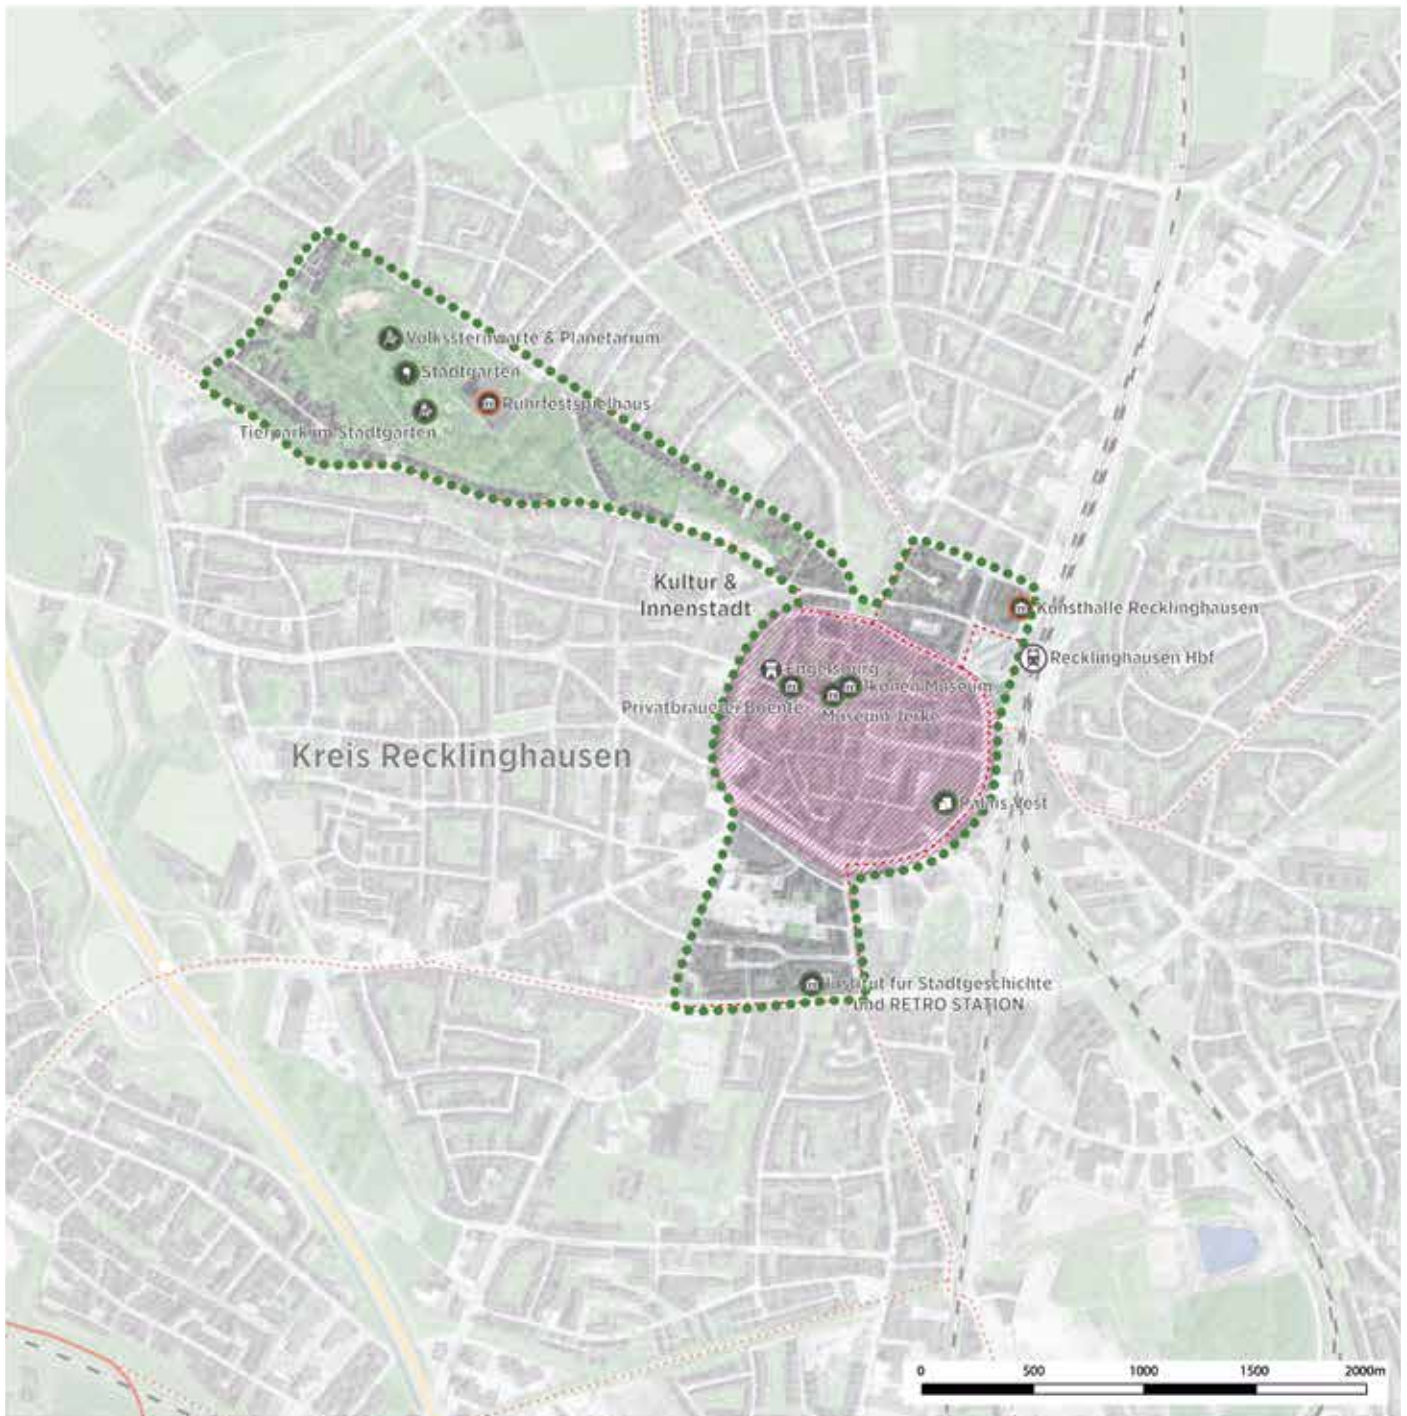 Volkssternwarte & Planetarium
Stadtgarten
Ruhrfestspielhaus
Tierpark im Stadtgarten
Kultur &
Innenstadt
Kunsthalle Recklinghausen
Recklinghausen Hbf
Engelsburg
Ikonen-Museum
Privatbrauerei Boente
Museum Jerke
Kreis Recklinghausen
Palais Vest
Institut für Stadtgeschichte
und RETRO STATION
0 500 1000 1500 2000m